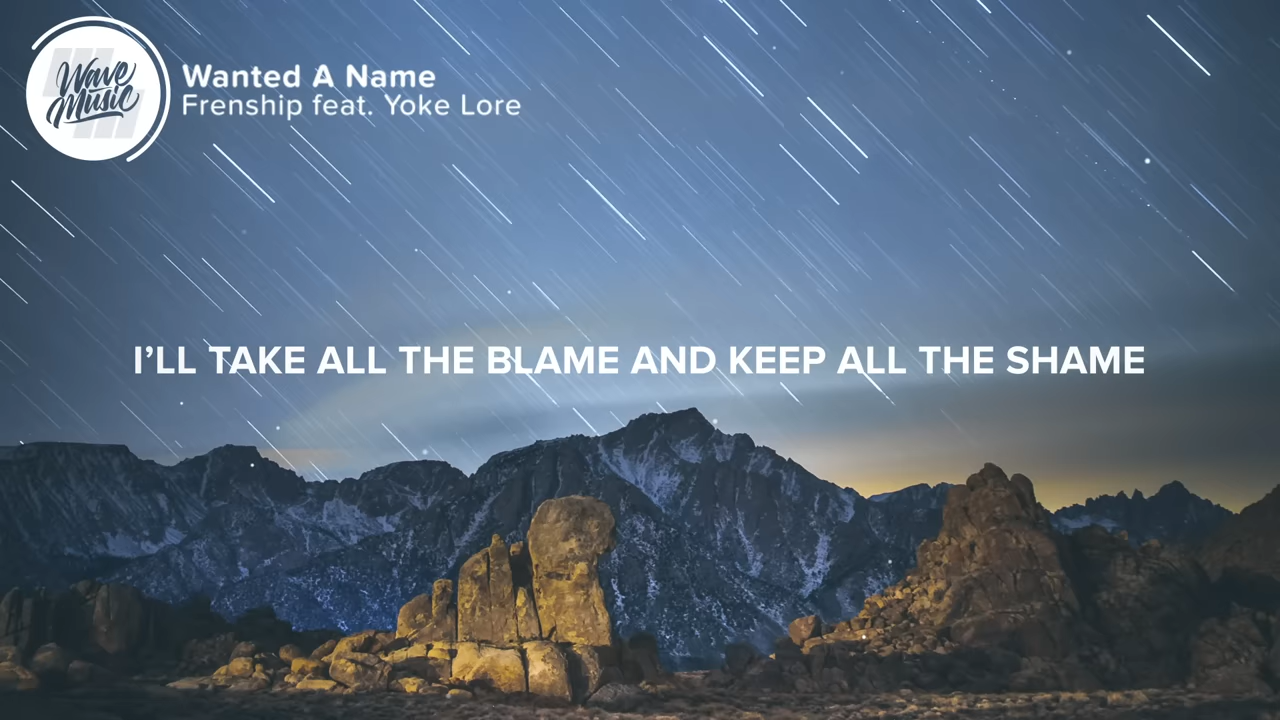 Wave
Music
Wanted A Name
Frenship feat. Yoke Lore
I’LL TAKE ALL THE BLAME AND KEEP ALL THE SHAME